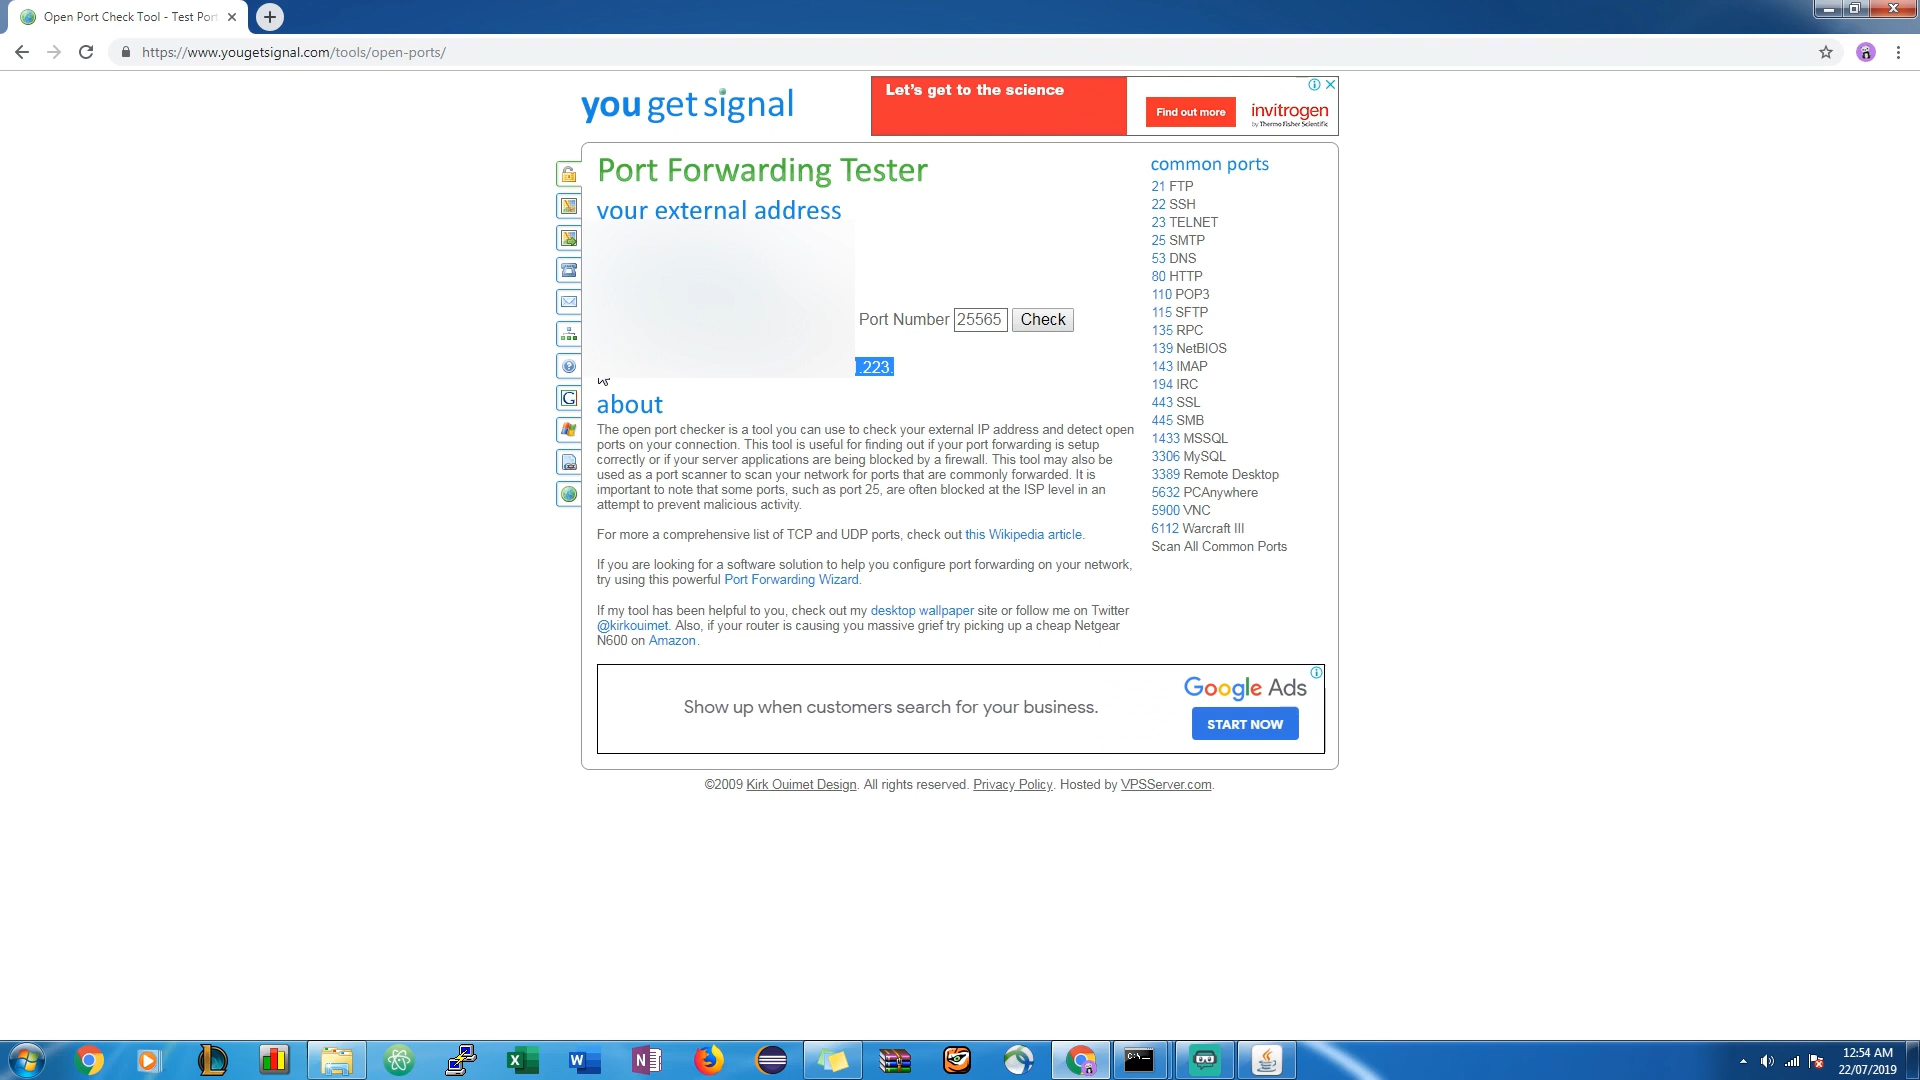 Open Port Check Tool - Test Port
https://www.yougetsignal.com/tools/open-ports/
you get signal
Let's get to the science
Find out more
invitrogen
by Thermo Fisher Scientific
Port Forwarding Tester
your external address
Port Number 25565 Check
.223.
about
The open port checker is a tool you can use to check your external IP address and detect open
ports on your connection. This tool is useful for finding out if your port forwarding is setup
correctly or if your server applications are being blocked by a firewall. This tool may also be
used as a port scanner to scan your network for ports that are commonly forwarded. It is
important to note that some ports, such as port 25, are often blocked at the ISP level in an
attempt to prevent malicious activity.
For more a comprehensive list of TCP and UDP ports, check out this Wikipedia article.
If you are looking for a software solution to help you configure port forwarding on your network,
try using this powerful Port Forwarding Wizard.
If my tool has been helpful to you, check out my desktop wallpaper site or follow me on Twitter
@kirkouimet. Also, if your router is causing you massive grief try picking up a cheap Netgear
N600 on Amazon.
common ports
21 FTP
22 SSH
23 TELNET
25 SMTP
53 DNS
80 HTTP
110 POP3
115 SFTP
135 RPC
139 NetBIOS
143 IMAP
194 IRC
443 SSL
445 SMB
1433 MSSQL
3306 MySQL
3389 Remote Desktop
5632 PCAnywhere
5900 VNC
6112 Warcraft III
Scan All Common Ports
Show up when customers search for your business.
Google Ads
START NOW
©2009 Kirk Ouimet Design. All rights reserved. Privacy Policy. Hosted by VPSServer.com.
12:54 AM
22/07/2019